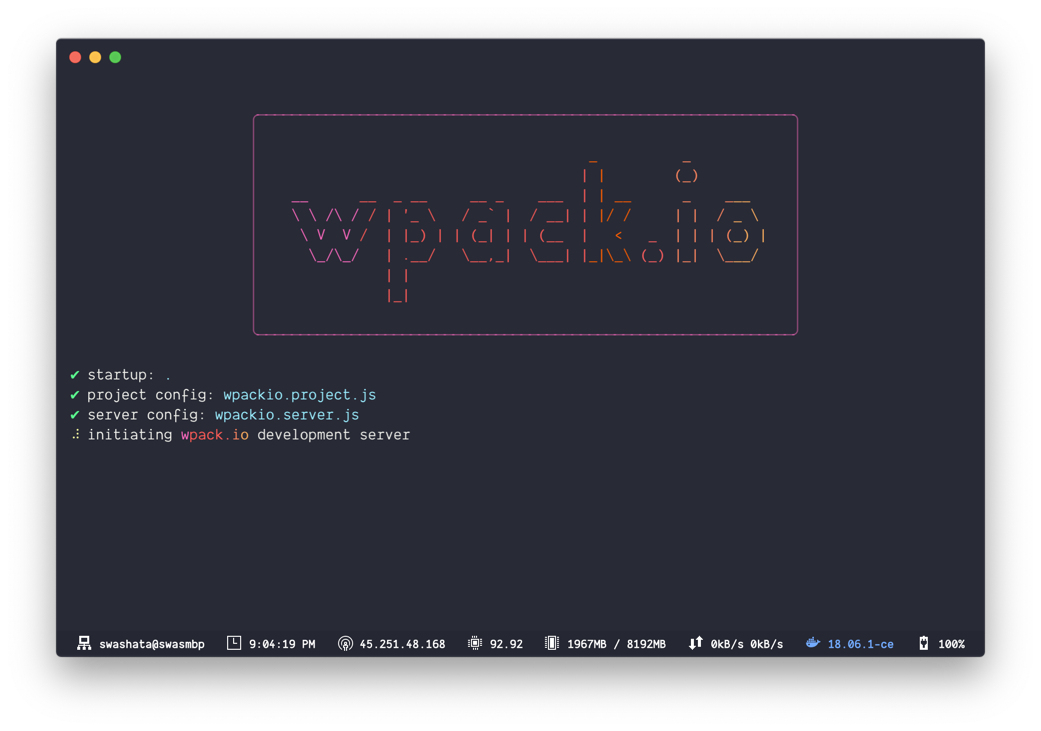 wpack.io
✔ startup: .
✔ project config: wpackio.project.js
✔ server config: wpackio.server.js
⠼ initiating wpack.io development server
swashata@swasmbp 9:04:19 PM 45.251.48.168 92.92 1967MB / 8192MB 0kB/s 0kB/s 18.06.1-ce 100%